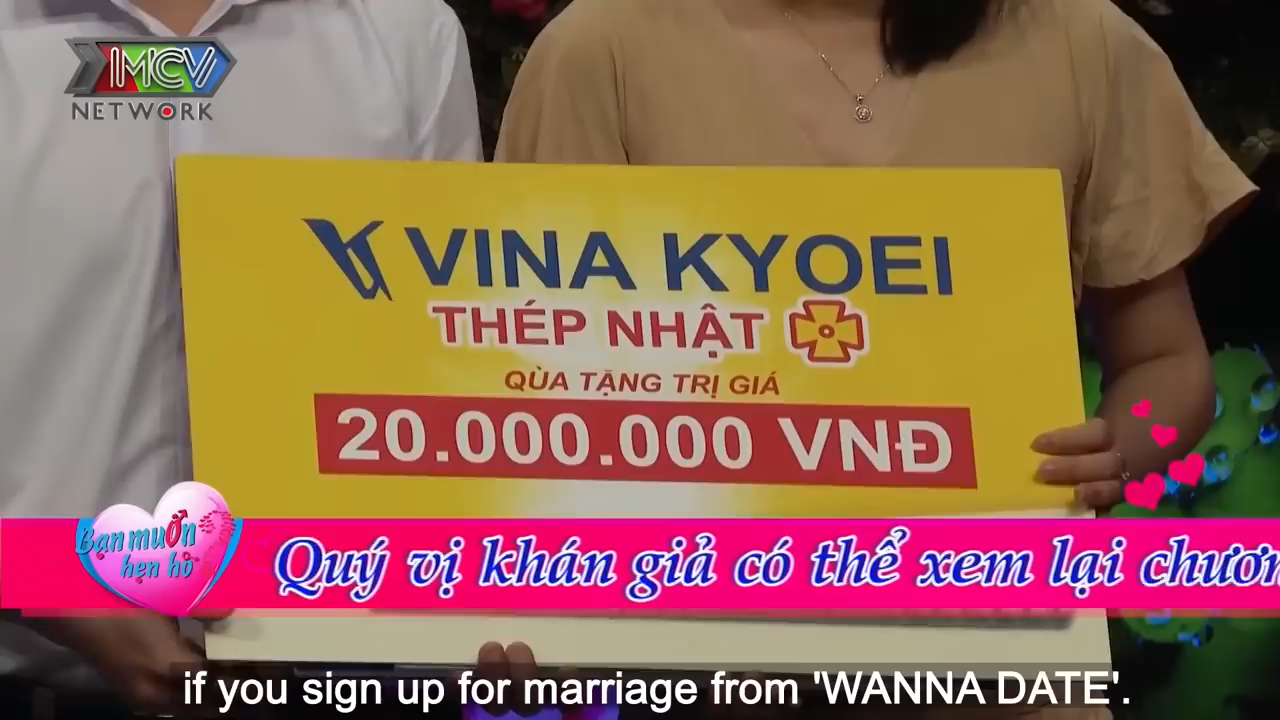 MCV
NETWORK
VINA KYOEI
THÉP NHẬT
QÙA TẶNG TRỊ GIÁ
20.000.000 VNĐ
Bạn muốn
hẹn hò
Quý vị khán giả có thể xem lại chươn
if you sign up for marriage from 'WANNA DATE'.